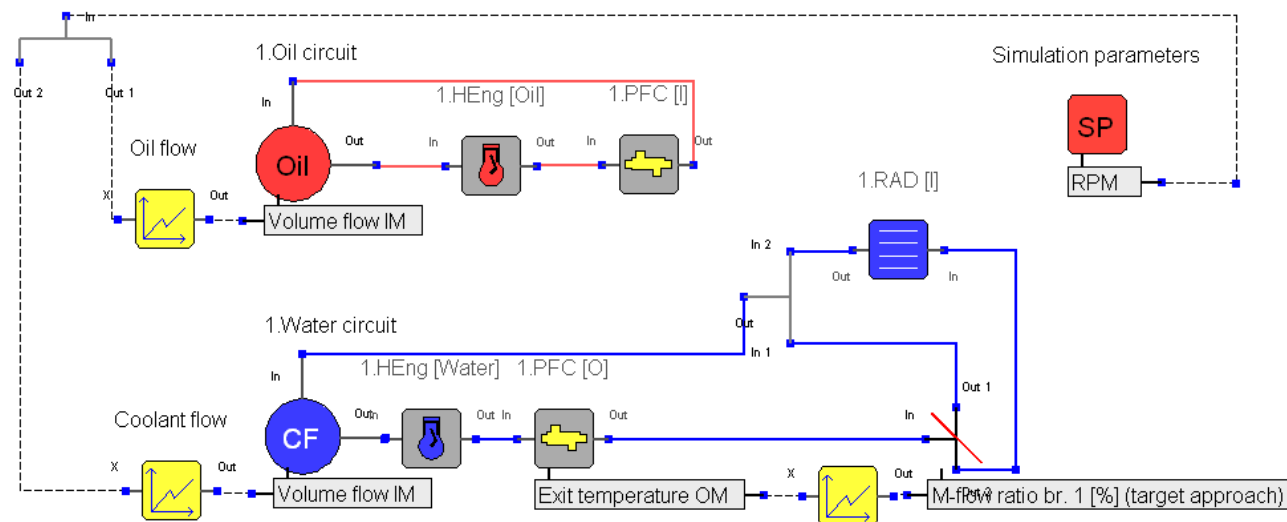 In
Out 2
Out 1
1.Oil circuit
Simulation parameters
1.HEng [Oil]
1.PFC [I]
In
SP
Oil flow
Out
In
Out
In
Out
Oil
RPM
1.RAD [I]
X
Out
Volume flow IM
In 2
Out
In
1.Water circuit
Out
In 1
1.HEng [Water]
1.PFC [O]
In
Out 1
Coolant flow
Out
In
Out
In
Out
In
CF
X
Out
X
Out
Volume flow IM
Exit temperature OM
M-flow ratio br. 1 [%] (target approach)
Out 2